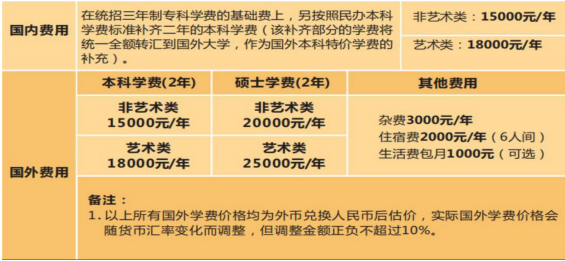 国内费用
在统招三年制专科学费的基础费上，另按照民办本科
学费标准补齐二年的本科学费（该补齐部分的学费将
统一全额转汇到国外大学，作为国外本科特价学费的
补充）。
非艺术类：15000元/年
艺术类：18000元/年
国外费用
本科学费(2年)
硕士学费(2年)
其他费用
非艺术类
15000元/年
非艺术类
20000元/年
艺术类
18000元/年
艺术类
25000元/年
杂费3000元/年
住宿费2000元/年（6人间）
生活费包月1000元（可选）
备注：
1. 以上所有国外学费价格均为外币兑换人民币后估价，实际国外学费价格会
随货币汇率变化而调整，但调整金额正负不超过10%。